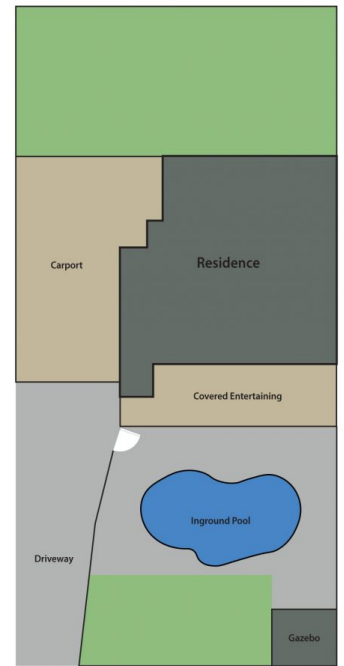 Residence
Carport
Covered Entertaining
Inground Pool
Driveway
Gazebo